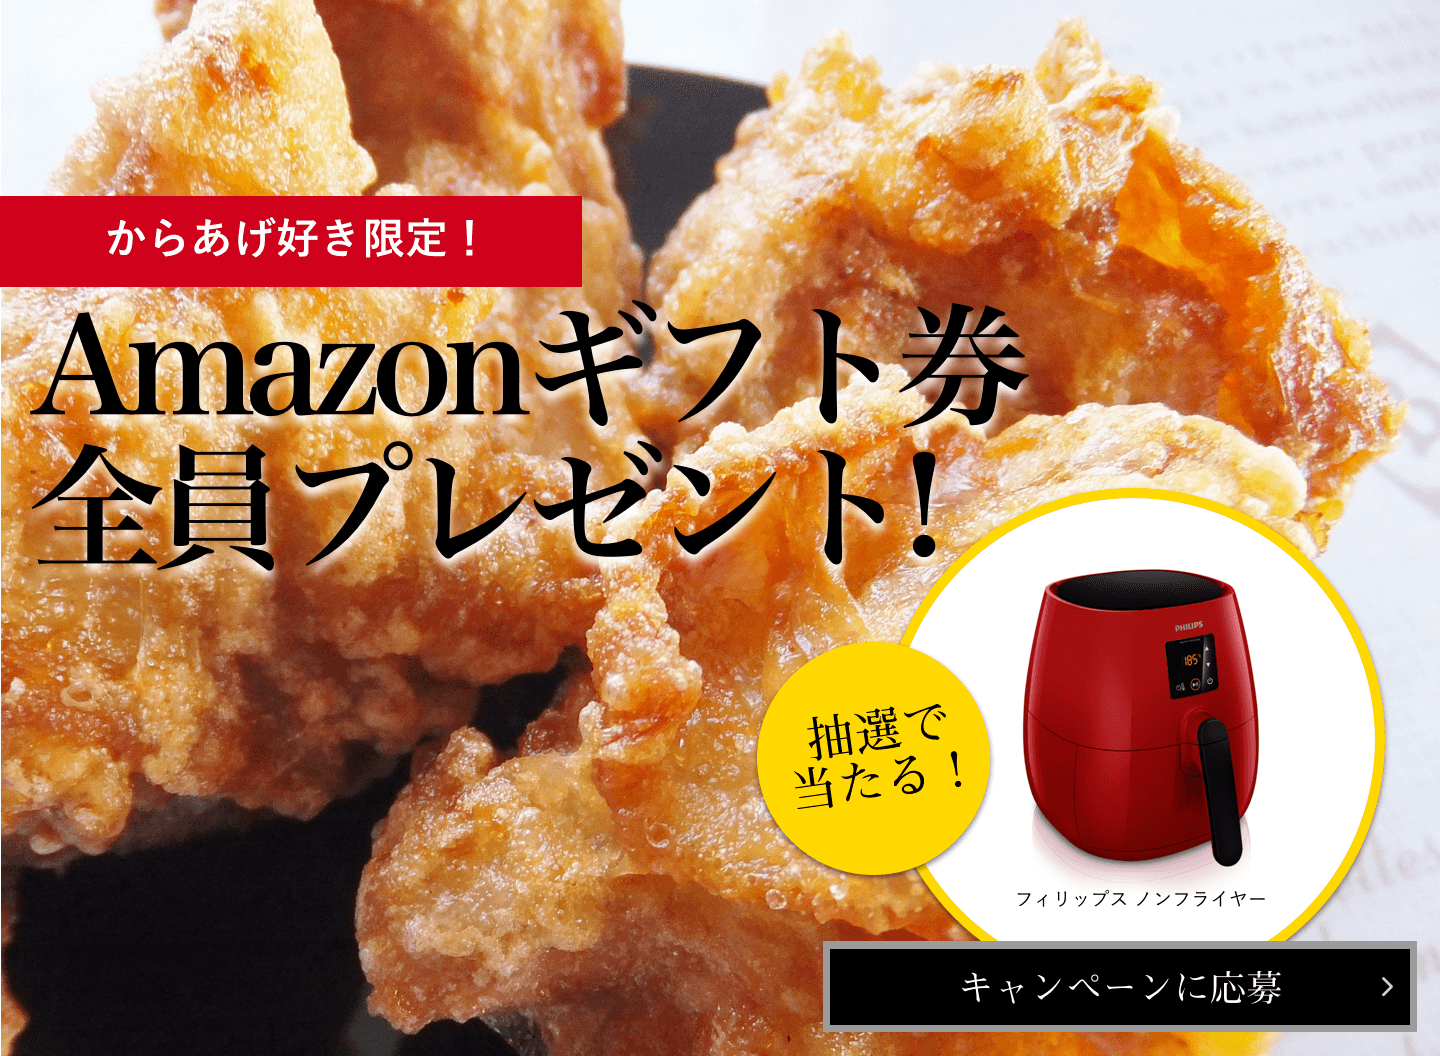 からあげ好き限定！
Amazonギフト券
全員プレゼント!
抽選で
当たる！
PHILIPS
185°
フィリップス ノンフライヤー
キャンペーンに応募